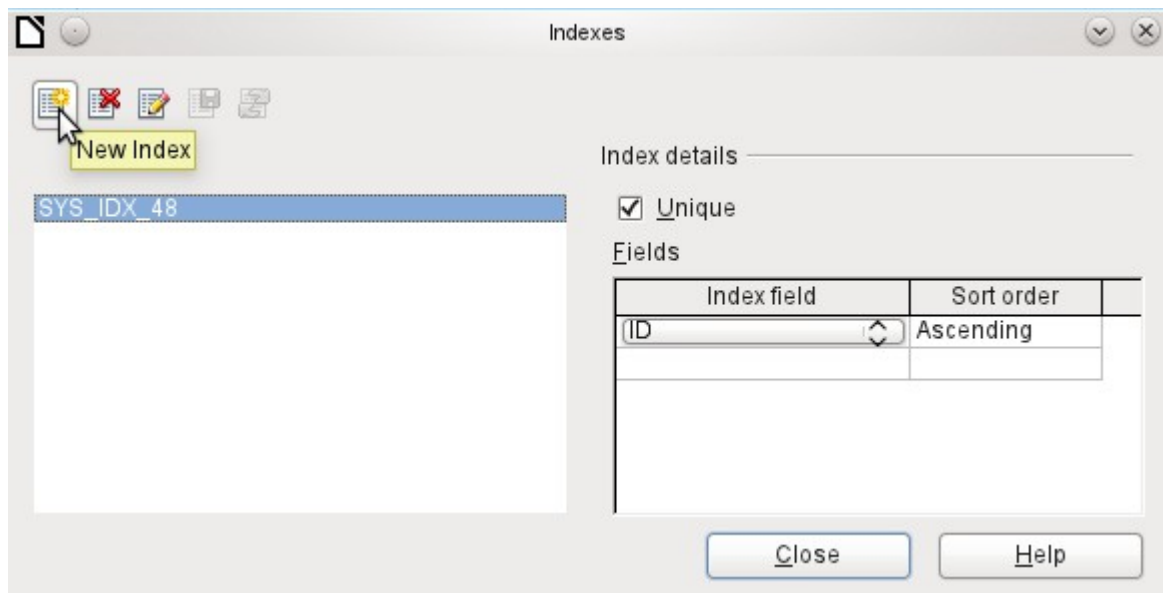 Indexes
New Index
Index details
SYS_IDX_48
Unique
Fields
Index field Sort order
ID Ascending
Close Help